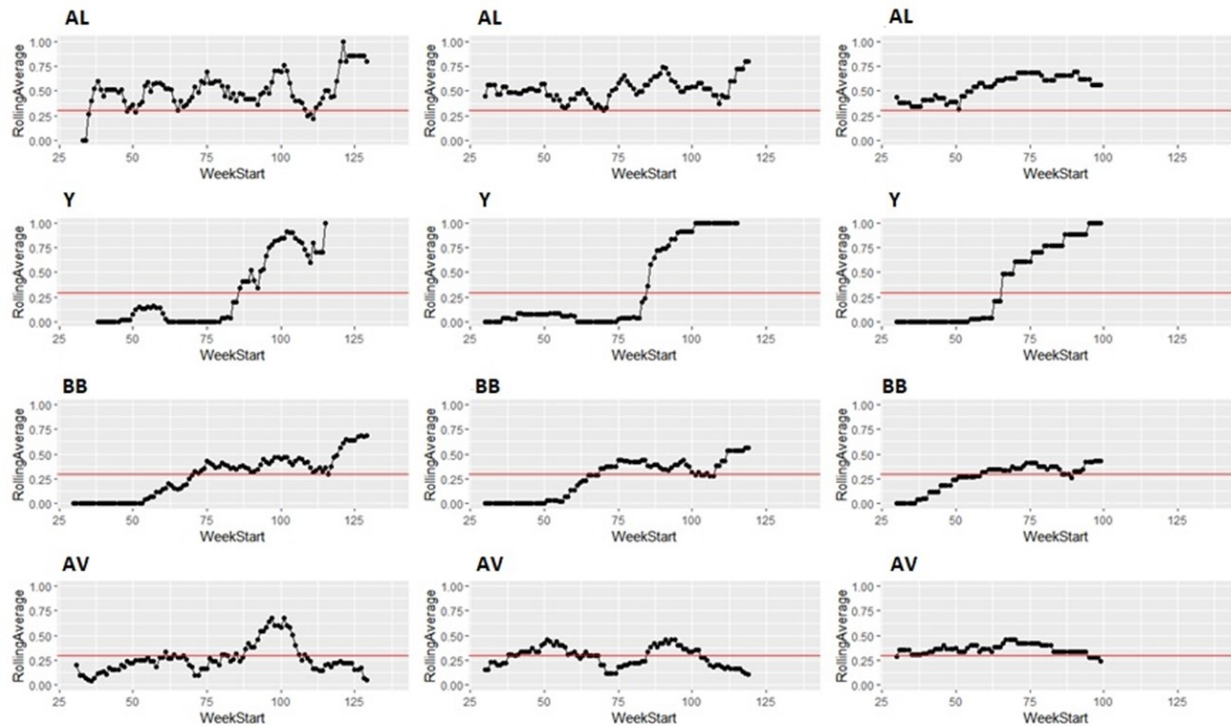 AL AL AL
RollingAverage RollingAverage RollingAverage
1.00 1.00 1.00
0.75 0.75 0.75
0.50 0.50 0.50
0.25 0.25 0.25
0.00 0.00 0.00
25 50 75 100 125 25 50 75 100 125 25 50 75 100 125
WeekStart WeekStart WeekStart
Y Y Y
RollingAverage RollingAverage RollingAverage
1.00 1.00 1.00
0.75 0.75 0.75
0.50 0.50 0.50
0.25 0.25 0.25
0.00 0.00 0.00
25 50 75 100 125 25 50 75 100 125 25 50 75 100 125
WeekStart WeekStart WeekStart
BB BB BB
RollingAverage RollingAverage RollingAverage
1.00 1.00 1.00
0.75 0.75 0.75
0.50 0.50 0.50
0.25 0.25 0.25
0.00 0.00 0.00
25 50 75 100 125 25 50 75 100 125 25 50 75 100 125
WeekStart WeekStart WeekStart
AV AV AV
RollingAverage RollingAverage RollingAverage
1.00 1.00 1.00
0.75 0.75 0.75
0.50 0.50 0.50
0.25 0.25 0.25
0.00 0.00 0.00
25 50 75 100 125 25 50 75 100 125 25 50 75 100 125
WeekStart WeekStart WeekStart